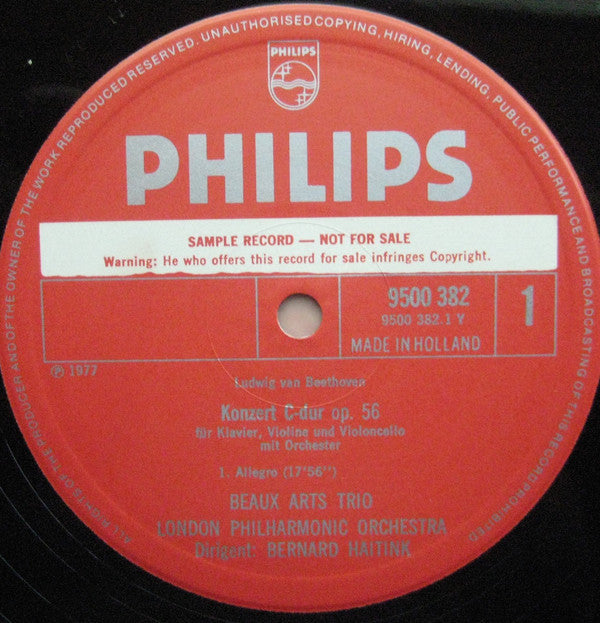 ALL RIGHTS OF THE PRODUCER AND OF THE OWNER OF THE WORK REPRODUCED RESERVED. UNAUTHORISED COPYING, HIRING, LENDING, PUBLIC PERFORMANCE AND BROADCASTING OF THIS RECORD PROHIBITED
PHILIPS
PHILIPS
SAMPLE RECORD — NOT FOR SALE
Warning: He who offers this record for sale infringes Copyright.
9500 382
1
9500 382.1 Y
MADE IN HOLLAND
℗ 1977
Ludwig van Beethoven
Konzert C-dur op. 56
für Klavier, Violine und Violoncello
mit Orchester
1. Allegro (17'56'')
BEAUX ARTS TRIO
LONDON PHILHARMONIC ORCHESTRA
Dirigent: BERNARD HAITINK